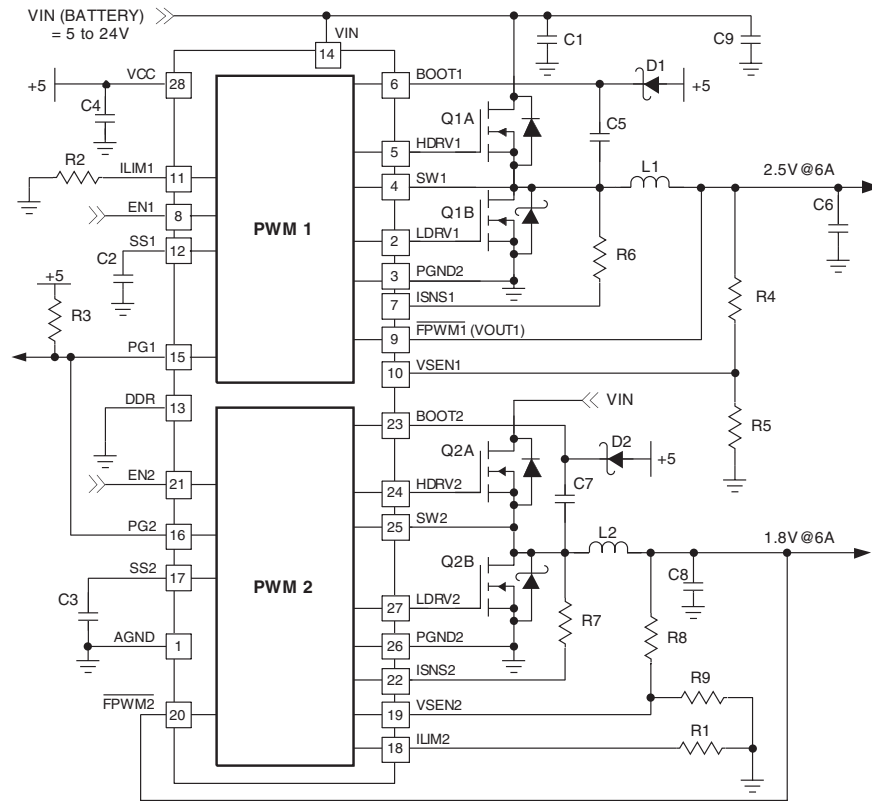 VIN (BATTERY)
= 5 to 24V
VIN
14
C1
C9
+5
VCC
28
C4
6
BOOT1
D1
+5
Q1A
C5
R2
ILIM1
11
5
HDRV1
4
SW1
L1
2.5V@6A
EN1
8
Q1B
C6
SS1
12
PWM 1
2
LDRV1
C2
R6
3
PGND2
+5
7
ISNS1
R3
R4
9
FPWM1 (VOUT1)
PG1
15
10
VSEN1
DDR
13
VIN
23
BOOT2
R5
Q2A
D2
+5
EN2
21
24
HDRV2
C7
PG2
16
25
SW2
L2
1.8V@6A
SS2
17
Q2B
C8
C3
PWM 2
27
LDRV2
R7
R8
AGND
1
26
PGND2
22
ISNS2
R9
FPWM2
20
19
VSEN2
R1
18
ILIM2